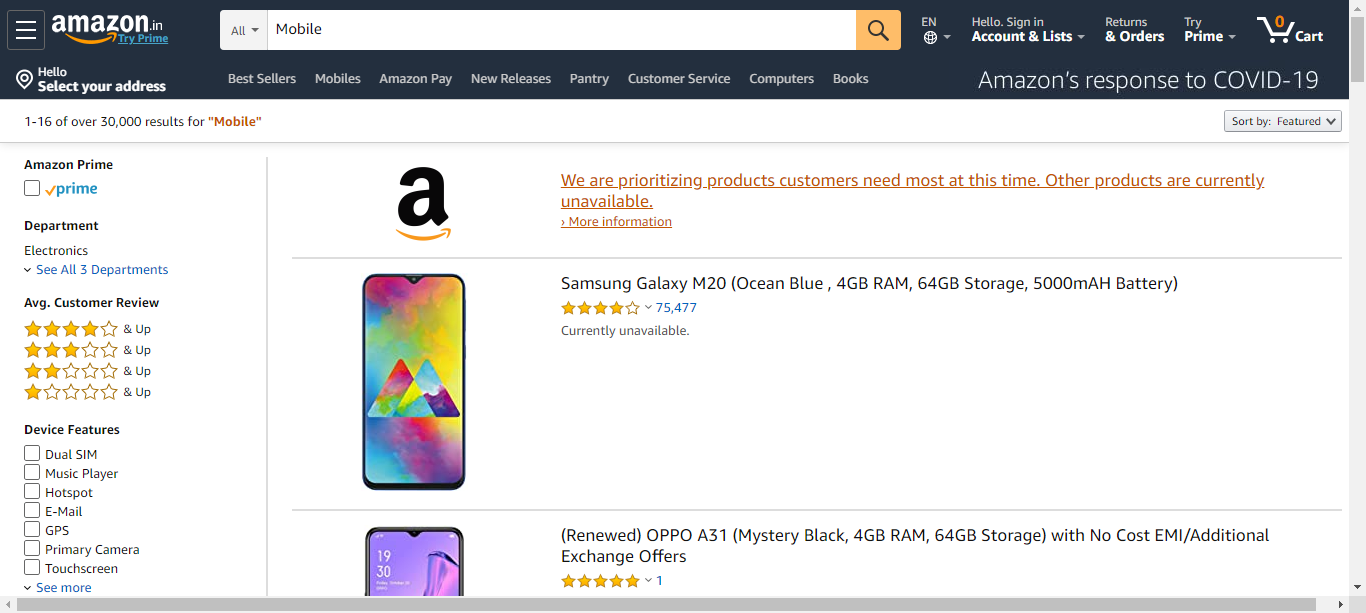 amazon.in
Try Prime
All
Mobile
EN
Hello. Sign in
Account & Lists
Returns
& Orders
Try
Prime
0
Cart
Hello
Select your address
Best Sellers
Mobiles
Amazon Pay
New Releases
Pantry
Customer Service
Computers
Books
Amazon's response to COVID-19
1-16 of over 30,000 results for "Mobile"
Sort by: Featured
Amazon Prime
prime
Department
Electronics
See All 3 Departments
Avg. Customer Review
& Up
& Up
& Up
& Up
Device Features
Dual SIM
Music Player
Hotspot
E-Mail
GPS
Primary Camera
Touchscreen
See more
a
We are prioritizing products customers need most at this time. Other products are currently
unavailable.
› More information
Samsung Galaxy M20 (Ocean Blue , 4GB RAM, 64GB Storage, 5000mAH Battery)
75,477
Currently unavailable.
19
30
(Renewed) OPPO A31 (Mystery Black, 4GB RAM, 64GB Storage) with No Cost EMI/Additional
Exchange Offers
1